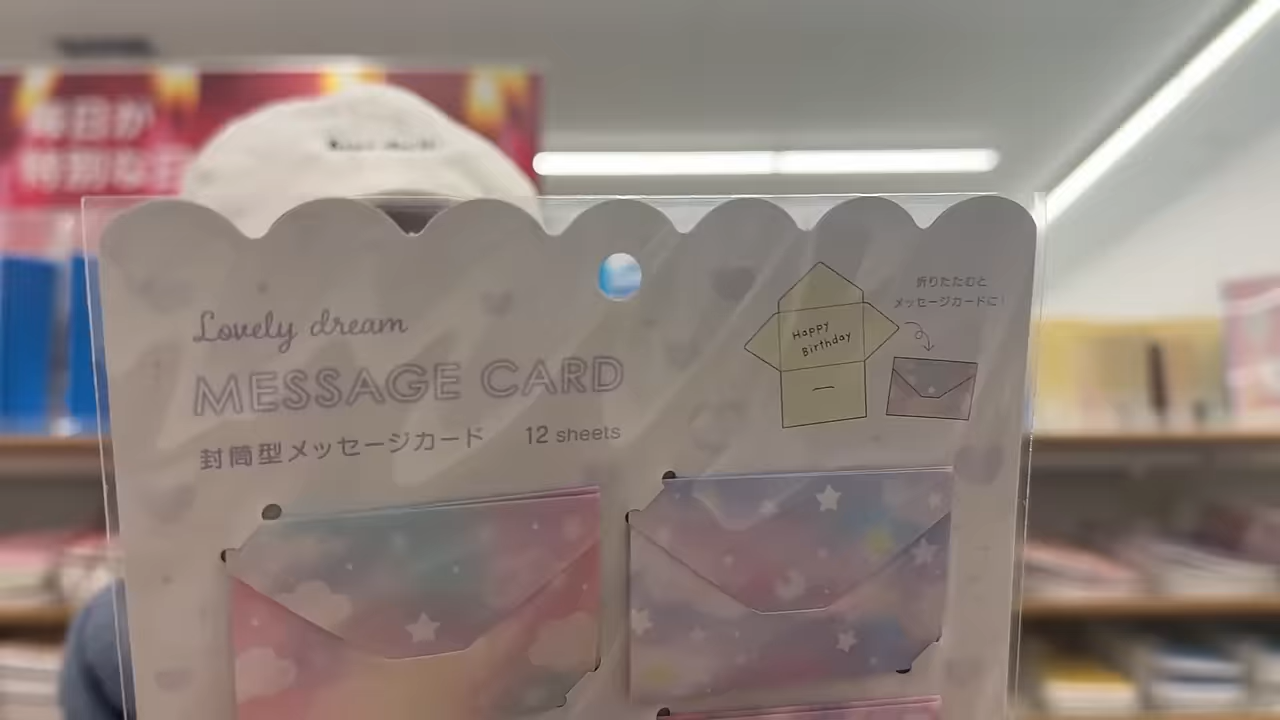 毎日が
特別な日
Lovely dream
MESSAGE CARD
封筒型メッセージカード 12 sheets
Happy
Birthday
折りたたむと
メッセージカードに!